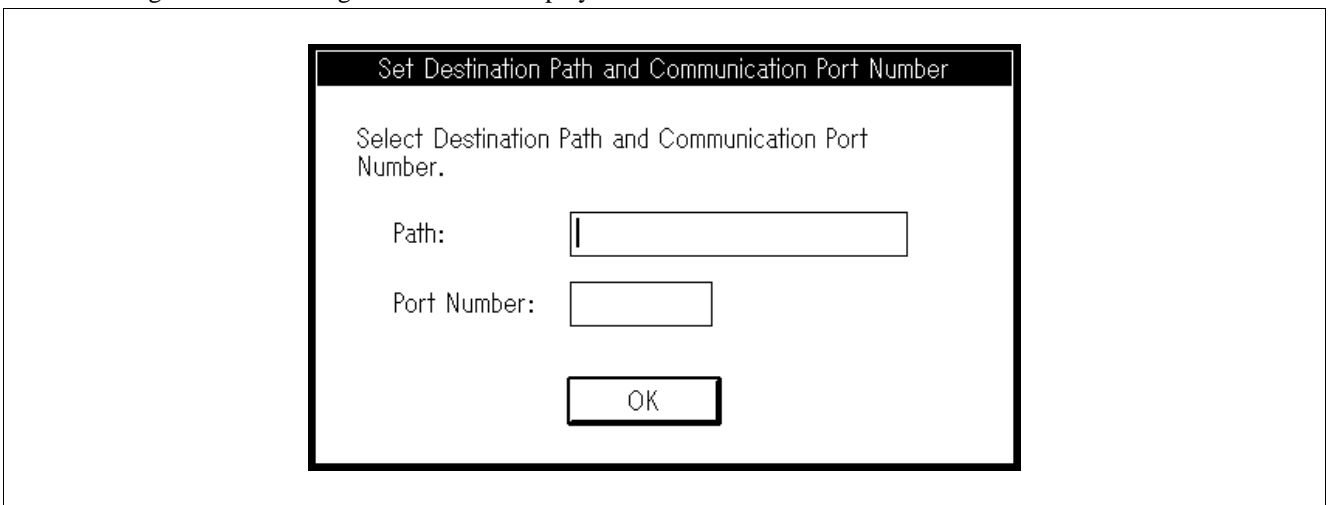 Set Destination Path and Communication Port Number
Select Destination Path and Communication Port
Number.
Path:
Port Number:
OK